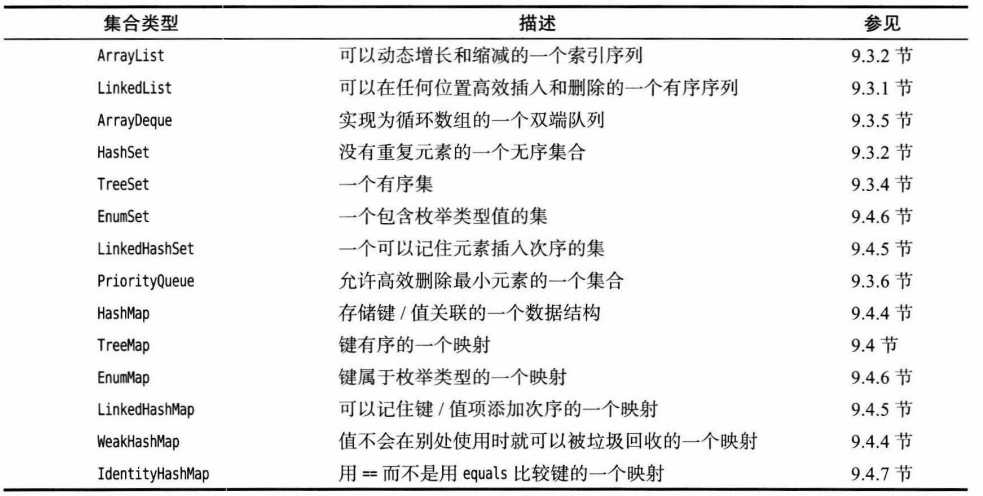 集合类型 描述 参见
ArrayList 可以动态增长和缩减的一个索引序列 9.3.2 节
LinkedList 可以在任何位置高效插入和删除的一个有序序列 9.3.1 节
ArrayDeque 实现为循环数组的一个双端队列 9.3.5 节
HashSet 没有重复元素的一个无序集合 9.3.2 节
TreeSet 一个有序集 9.3.4 节
EnumSet 一个包含枚举类型值的集 9.4.6 节
LinkedHashSet 一个可以记住元素插入次序的集 9.4.5 节
PriorityQueue 允许高效删除最小元素的一个集合 9.3.6 节
HashMap 存储键 / 值关联的一个数据结构 9.4.4 节
TreeMap 键有序的一个映射 9.4 节
EnumMap 键属于枚举类型的一个映射 9.4.6 节
LinkedHashMap 可以记住键 / 值项添加次序的一个映射 9.4.5 节
WeakHashMap 值不会在别处使用时就可以被垃圾回收的一个映射 9.4.4 节
IdentityHashMap 用 == 而不是用 equals 比较键的一个映射 9.4.7 节